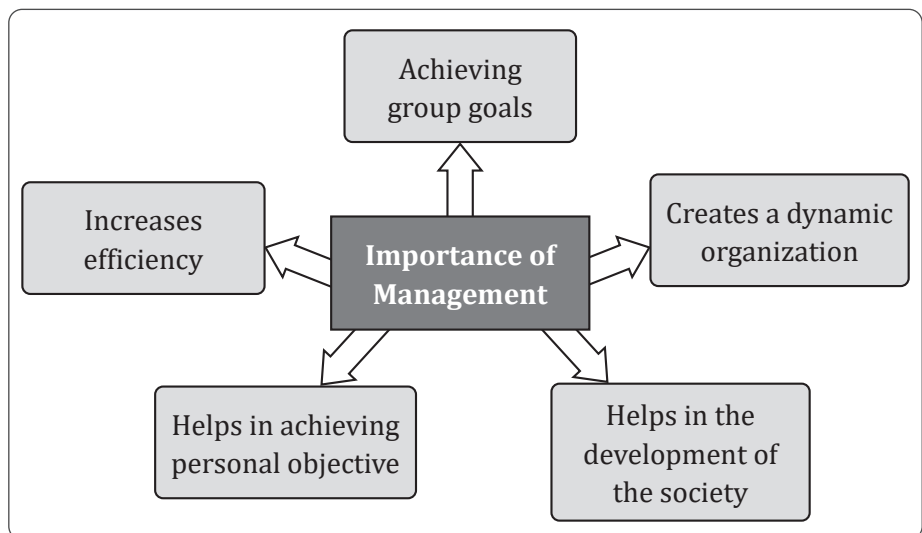 Achieving
group goals
Increases
efficiency
Importance of
Management
Creates a dynamic
organization
Helps in achieving
personal objective
Helps in the
development of
the society